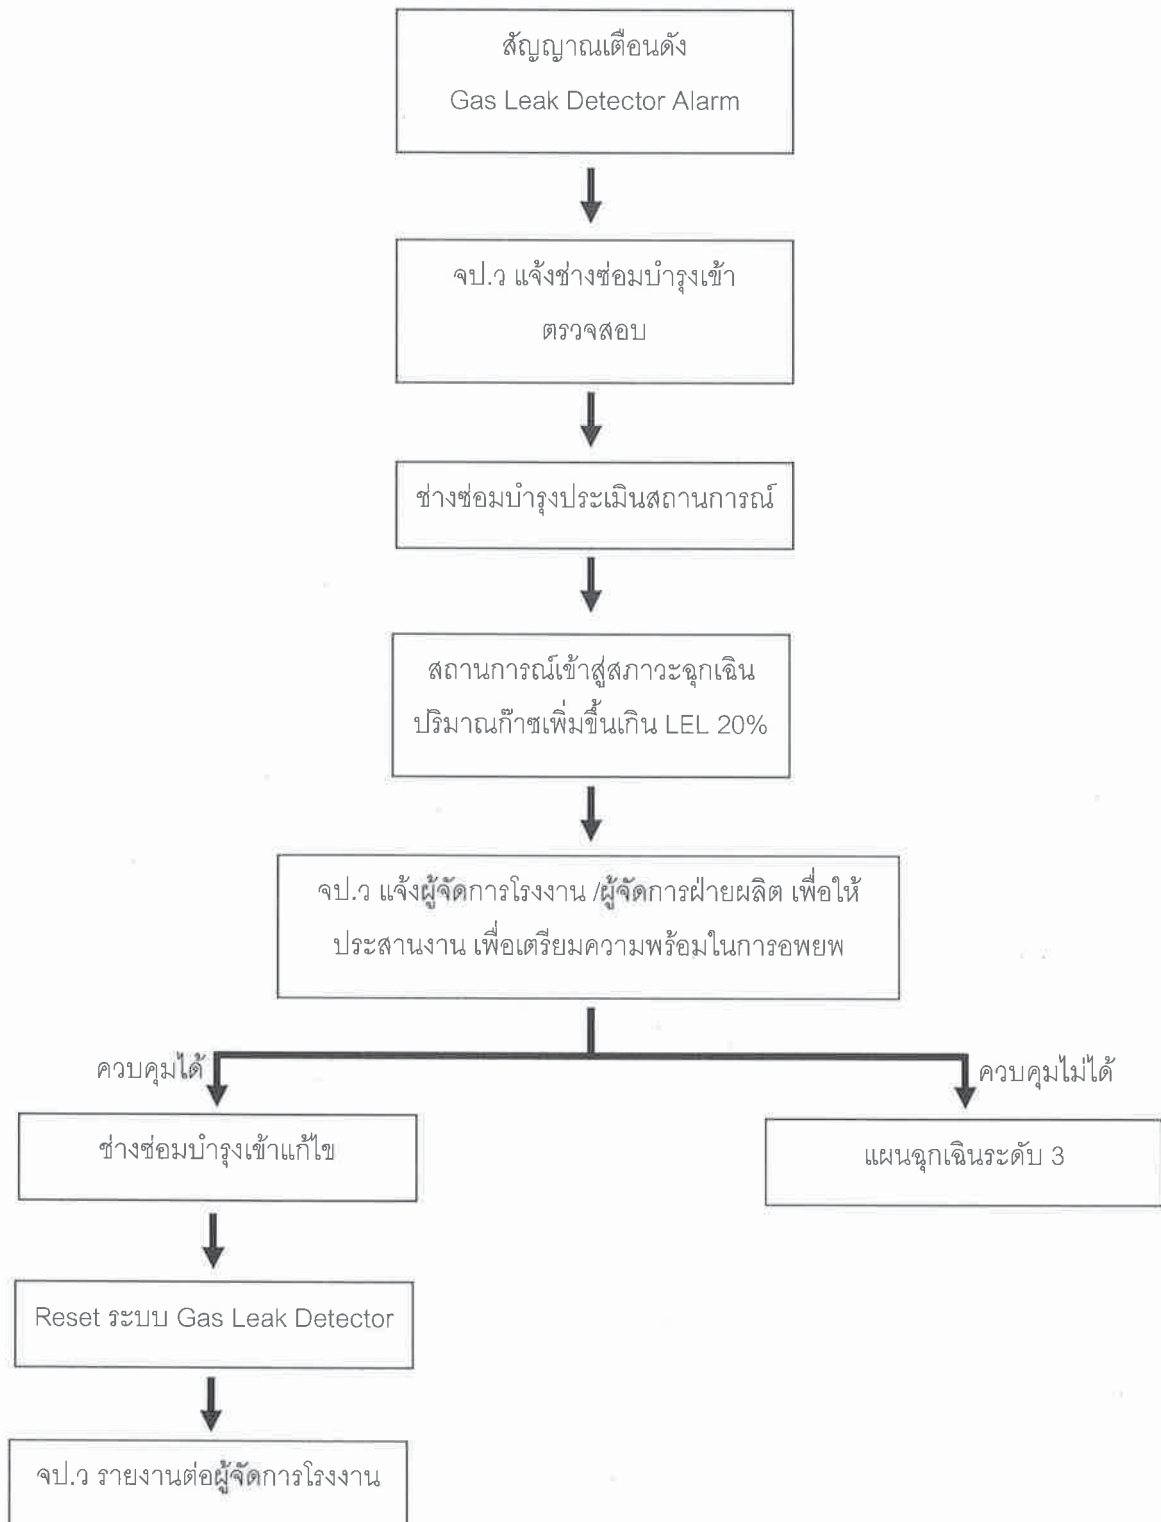 สัญญาณเตือนดัง
Gas Leak Detector Alarm
จป.ว แจ้งช่างซ่อมบำรุงเข้า
ตรวจสอบ
ช่างซ่อมบำรุงประเมินสถานการณ์
สถานการณ์เข้าสู่สภาวะฉุกเฉิน
ปริมาณก๊าซเพิ่มขึ้นเกิน LEL 20%
จป.ว แจ้งผู้จัดการโรงงาน /ผู้จัดการฝ่ายผลิต เพื่อให้
ประสานงาน เพื่อเตรียมความพร้อมในการอพยพ
ควบคุมได้
ควบคุมไม่ได้
ช่างซ่อมบำรุงเข้าแก้ไข
แผนฉุกเฉินระดับ 3
Reset ระบบ Gas Leak Detector
จป.ว รายงานต่อผู้จัดการโรงงาน